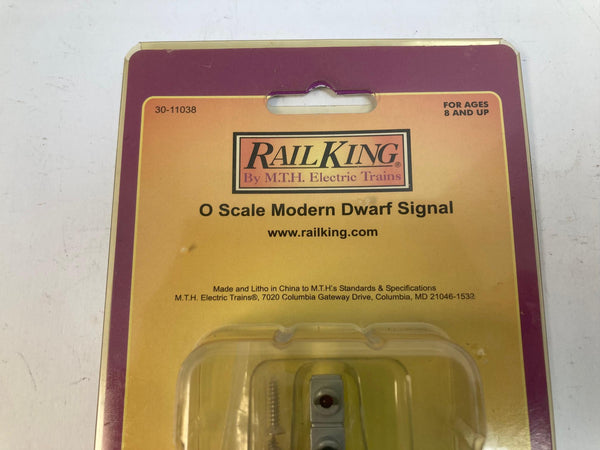 30-11038
FOR AGES
8 AND UP
RAILKING®
By M.T.H. Electric Trains
O Scale Modern Dwarf Signal
www.railking.com
Made and Litho in China to M.T.H.'s Standards & Specifications
M.T.H. Electric Trains®, 7020 Columbia Gateway Drive, Columbia, MD 21046-1532